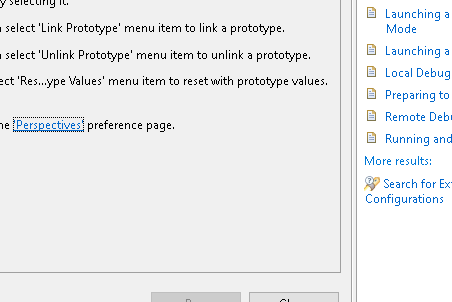 y selecting it.
select 'Link Prototype' menu item to link a prototype.
select 'Unlink Prototype' menu item to unlink a prototype.
ect 'Res...ype Values' menu item to reset with prototype values.
ne 'Perspectives' preference page.
Launching a
Mode
Launching a
Local Debug
Preparing to
Remote Deb
Running and
More results:
Search for Ex
Configurations